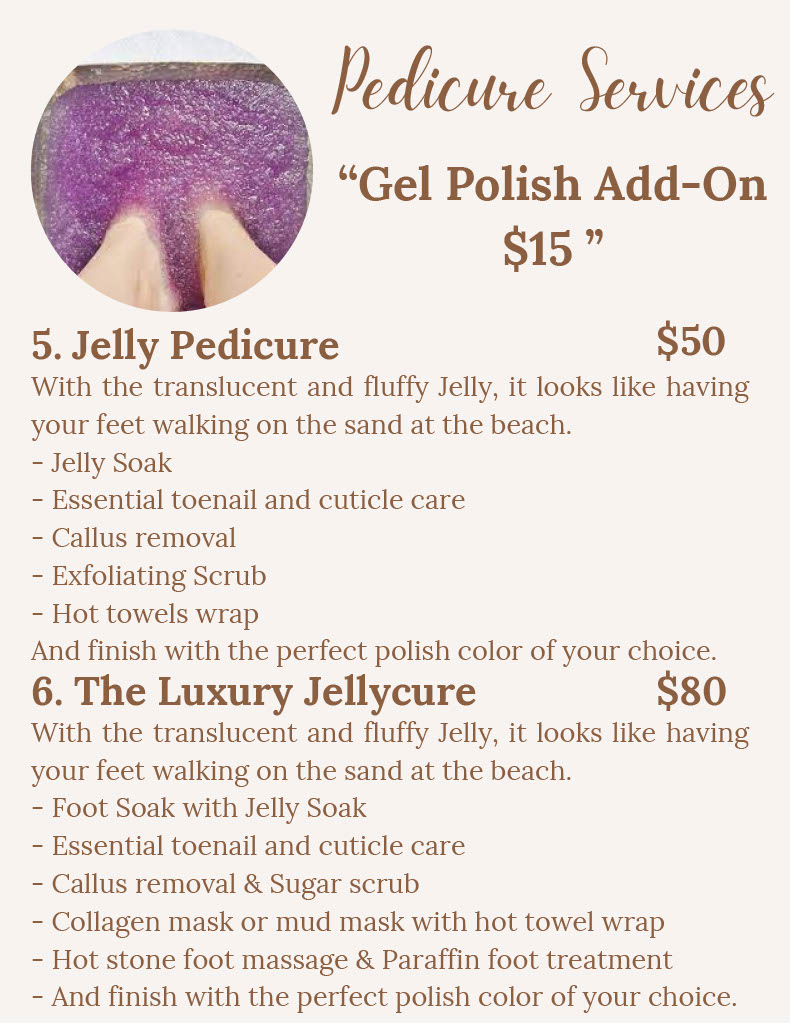 Pedicure Services
“Gel Polish Add-On
$15 ”
5. Jelly Pedicure $50
With the translucent and fluffy Jelly, it looks like having
your feet walking on the sand at the beach.
- Jelly Soak
- Essential toenail and cuticle care
- Callus removal
- Exfoliating Scrub
- Hot towels wrap
And finish with the perfect polish color of your choice.
6. The Luxury Jellycure $80
With the translucent and fluffy Jelly, it looks like having
your feet walking on the sand at the beach.
- Foot Soak with Jelly Soak
- Essential toenail and cuticle care
- Callus removal & Sugar scrub
- Collagen mask or mud mask with hot towel wrap
- Hot stone foot massage & Paraffin foot treatment
- And finish with the perfect polish color of your choice.